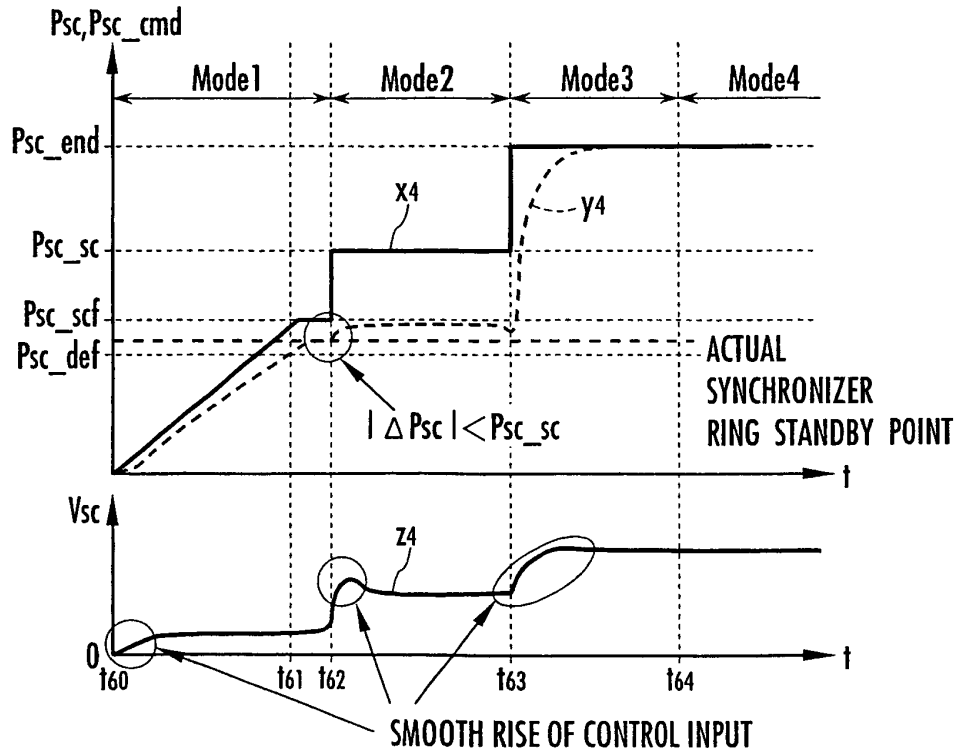 Psc,Psc_cmd
Mode1 Mode2 Mode3 Mode4
Psc_end
x4
y4
Psc_sc
Psc_scf
Psc_def
ACTUAL
SYNCHRONIZER
RING STANDBY POINT
| △ Psc | < Psc_sc
t
Vsc
z4
0
t
t60 t61 t62 t63 t64
SMOOTH RISE OF CONTROL INPUT